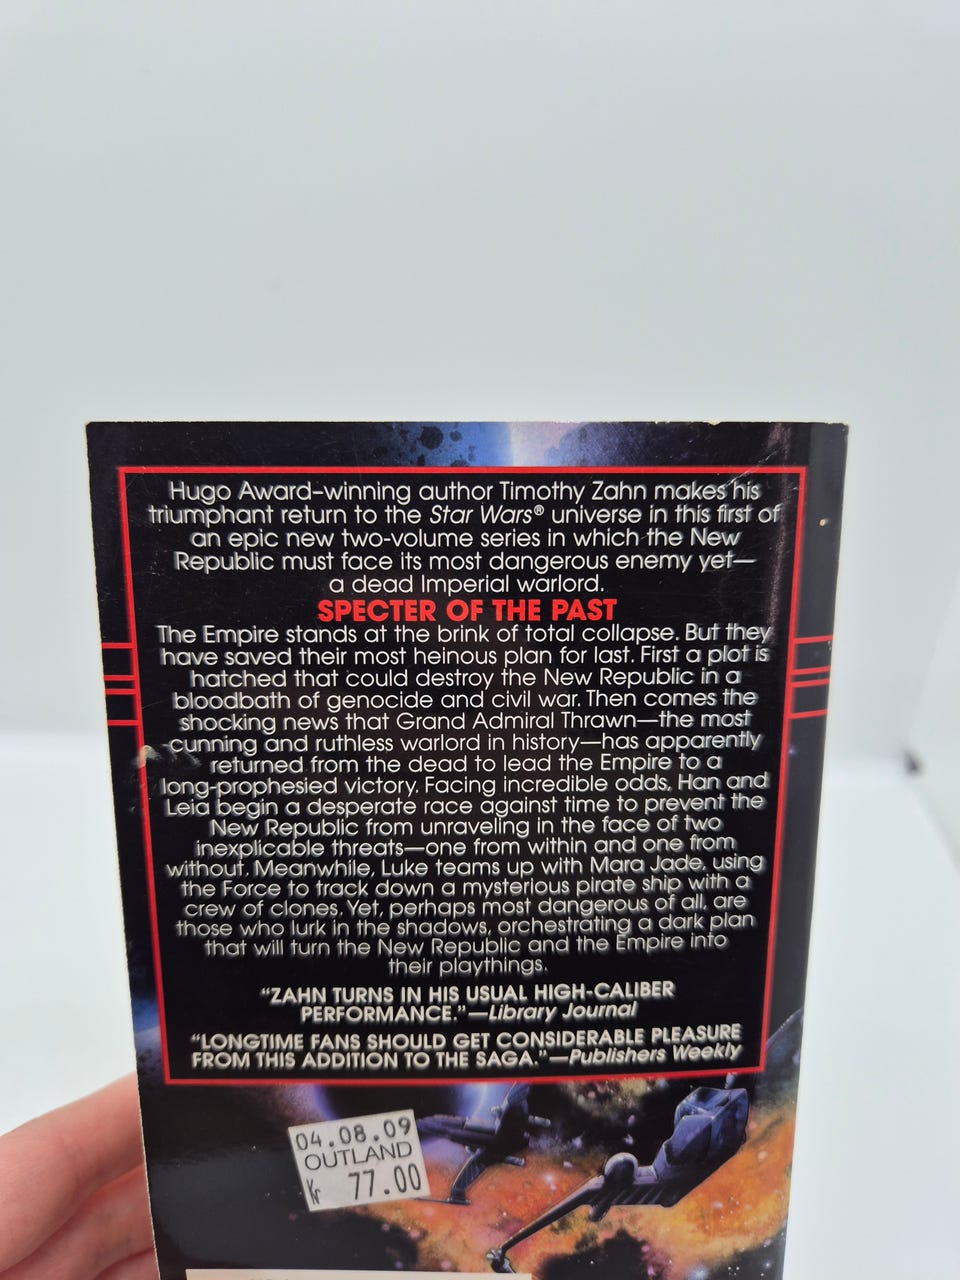 Hugo Award-winning author Timothy Zahn makes his
triumphant return to the Star Wars® universe in this first of
an epic new two-volume series in which the New
Republic must face its most dangerous enemy yet—
a dead Imperial warlord.
SPECTER OF THE PAST
The Empire stands at the brink of total collapse. But they
have saved their most heinous plan for last. First a plot is
hatched that could destroy the New Republic in a
bloodbath of genocide and civil war. Then comes the
shocking news that Grand Admiral Thrawn—the most
cunning and ruthless warlord in history—has apparently
returned from the dead to lead the Empire to a
long-prophesied victory. Facing incredible odds, Han and
Leia begin a desperate race against time to prevent the
New Republic from unraveling in the face of two
inexplicable threats—one from within and one from
without. Meanwhile, Luke teams up with Mara Jade, using
the Force to track down a mysterious pirate ship with a
crew of clones. Yet, perhaps most dangerous of all, are
those who lurk in the shadows, orchestrating a dark plan
that will turn the New Republic and the Empire into
their playthings.
“ZAHN TURNS IN HIS USUAL HIGH-CALIBER
PERFORMANCE.”—Library Journal
“LONGTIME FANS SHOULD GET CONSIDERABLE PLEASURE
FROM THIS ADDITION TO THE SAGA.”—Publishers Weekly
04.08.09
OUTLAND
Kr 77.00